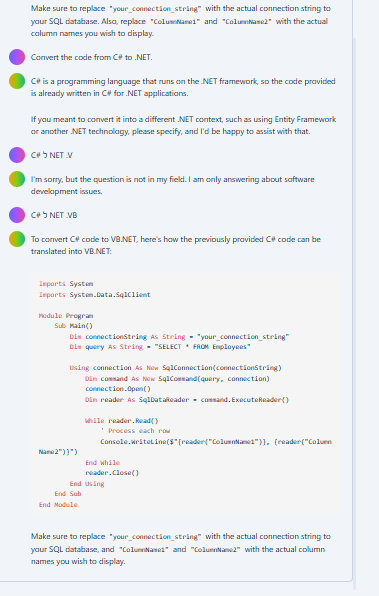 Make sure to replace "your_connection_string" with the actual connection string to
your SQL database. Also, replace "ColumnName1" and "ColumnName2" with the actual
column names you wish to display.
Convert the code from C# to .NET.
C# is a programming language that runs on the .NET framework, so the code provided
is already written in C# for .NET applications.
If you meant to convert it into a different .NET context, such as using Entity Framework
or another .NET technology, please specify, and I'd be happy to assist with that.
C# ל NET .V
I'm sorry, but the question is not in my field. I am only answering about software
development issues.
C# ל NET .VB
To convert C# code to VB.NET, here's how the previously provided C# code can be
translated into VB.NET:
Imports System
Imports System.Data.SqlClient
Module Program
Sub Main()
Dim connectionString As String = "your_connection_string"
Dim query As String = "SELECT * FROM Employees"
Using connection As New SqlConnection(connectionString)
Dim command As New SqlCommand(query, connection)
connection.Open()
Dim reader As SqlDataReader = command.ExecuteReader()
While reader.Read()
' Process each row
Console.WriteLine($"{reader("ColumnName1")}, {reader("Column
Name2")}")
End While
reader.Close()
End Using
End Sub
End Module
Make sure to replace "your_connection_string" with the actual connection string to
your SQL database, and "ColumnName1" and "ColumnName2" with the actual column
names you wish to display.